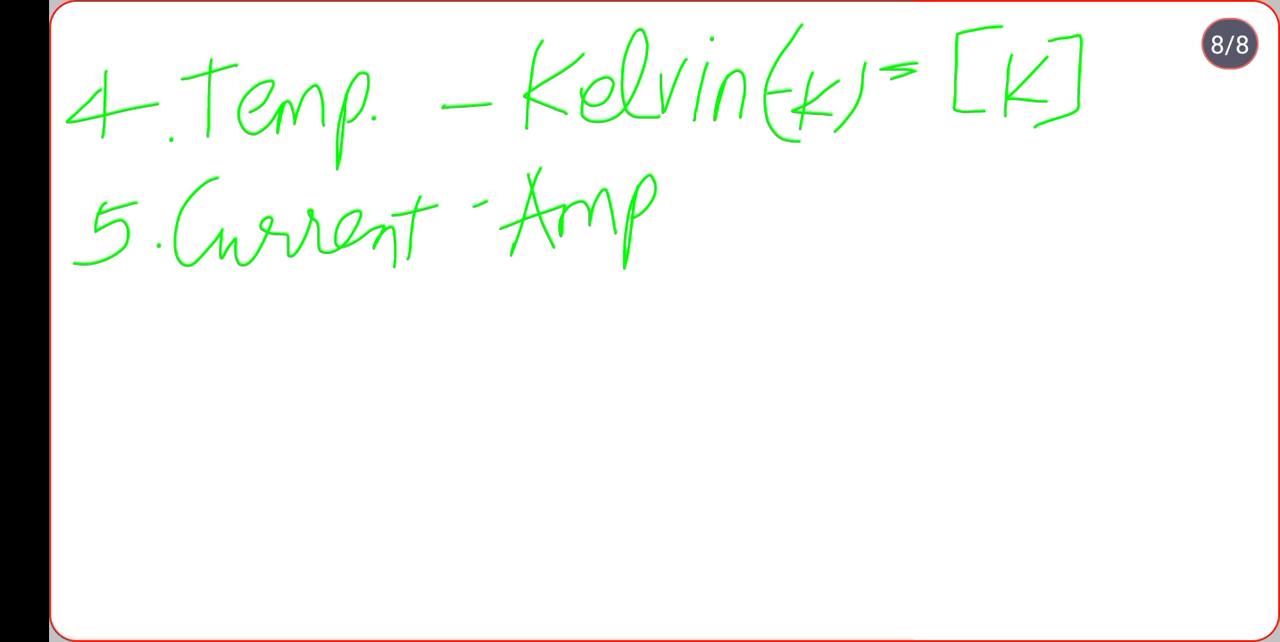 8/8
4. Temp. - Kelvin (K) = [K]
5. Current - Amp